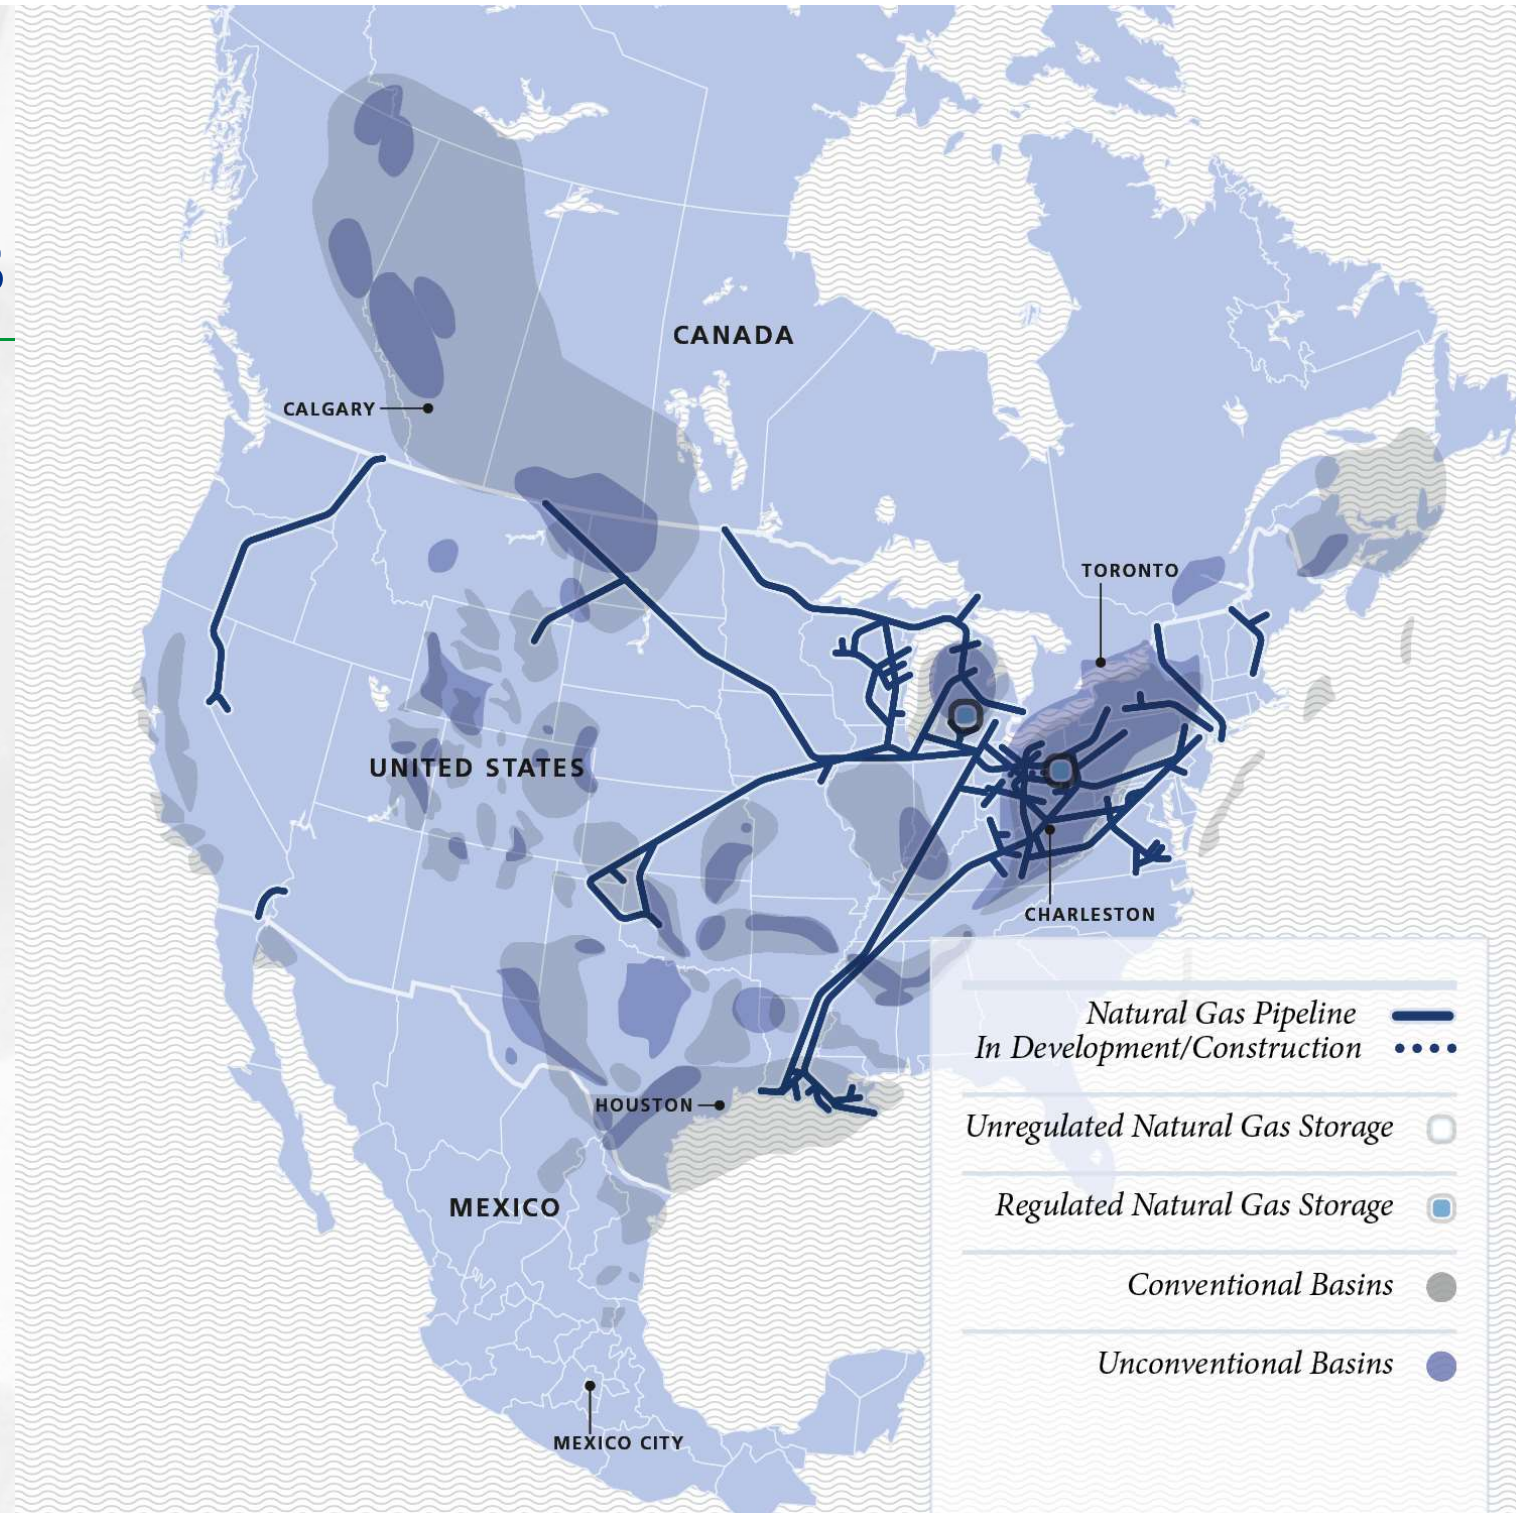 CANADA
CALGARY
TORONTO
UNITED STATES
CHARLESTON
Natural Gas Pipeline
In Development/Construction
HOUSTON
Unregulated Natural Gas Storage
Regulated Natural Gas Storage
MEXICO
Conventional Basins
Unconventional Basins
MEXICO CITY